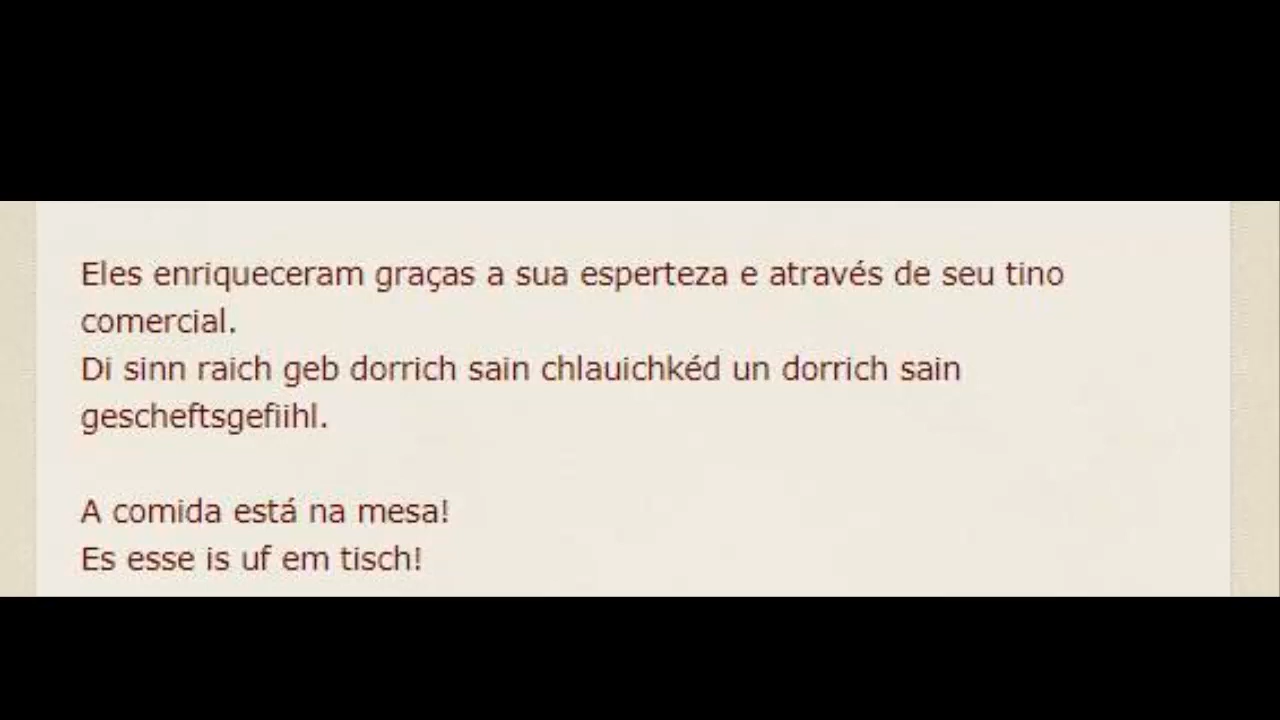 Eles enriqueceram graças a sua esperteza e através de seu tino
comercial.
Di sinn raich geb dorrich sain chlauichkéd un dorrich sain
gescheftsgefiihl.
A comida está na mesa!
Es esse is uf em tisch!